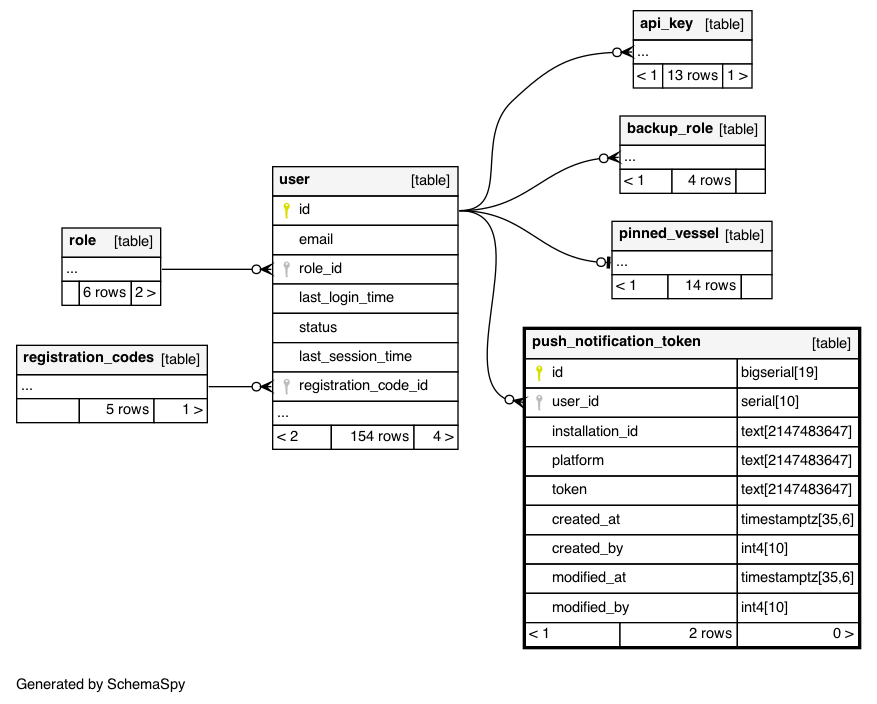 api_key [table]
...
< 1 13 rows 1 >
backup_role [table]
...
< 1 4 rows
user [table]
id
email
role_id
last_login_time
status
last_session_time
registration_code_id
...
< 2 154 rows 4 >
role [table]
...
6 rows 2 >
pinned_vessel [table]
...
< 1 14 rows
registration_codes [table]
...
5 rows 1 >
push_notification_token [table]
id bigserial[19]
user_id serial[10]
installation_id text[2147483647]
platform text[2147483647]
token text[2147483647]
created_at timestamptz[35,6]
created_by int4[10]
modified_at timestamptz[35,6]
modified_by int4[10]
< 1 2 rows 0 >
Generated by SchemaSpy